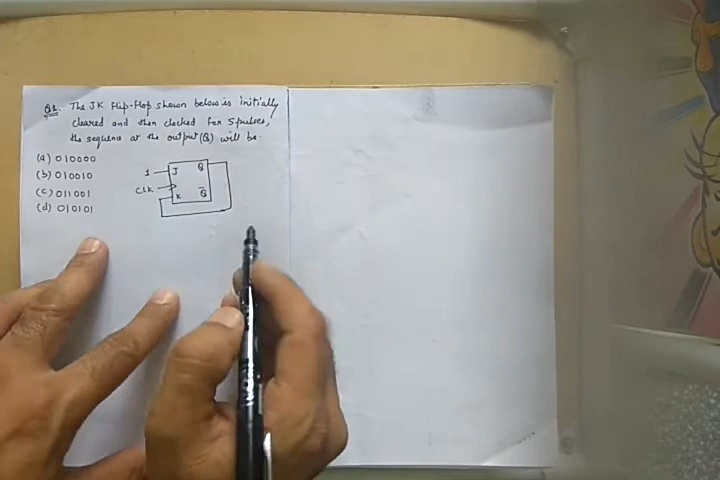 Q1. The JK Flip-Flop shown below is initially
cleared and then clocked for 5 pulses,
the sequence at the output (Q) will be.
(a) 010000
(b) 010010
(c) 011001
(d) 010101
1 J Q
CLK
K Q̅